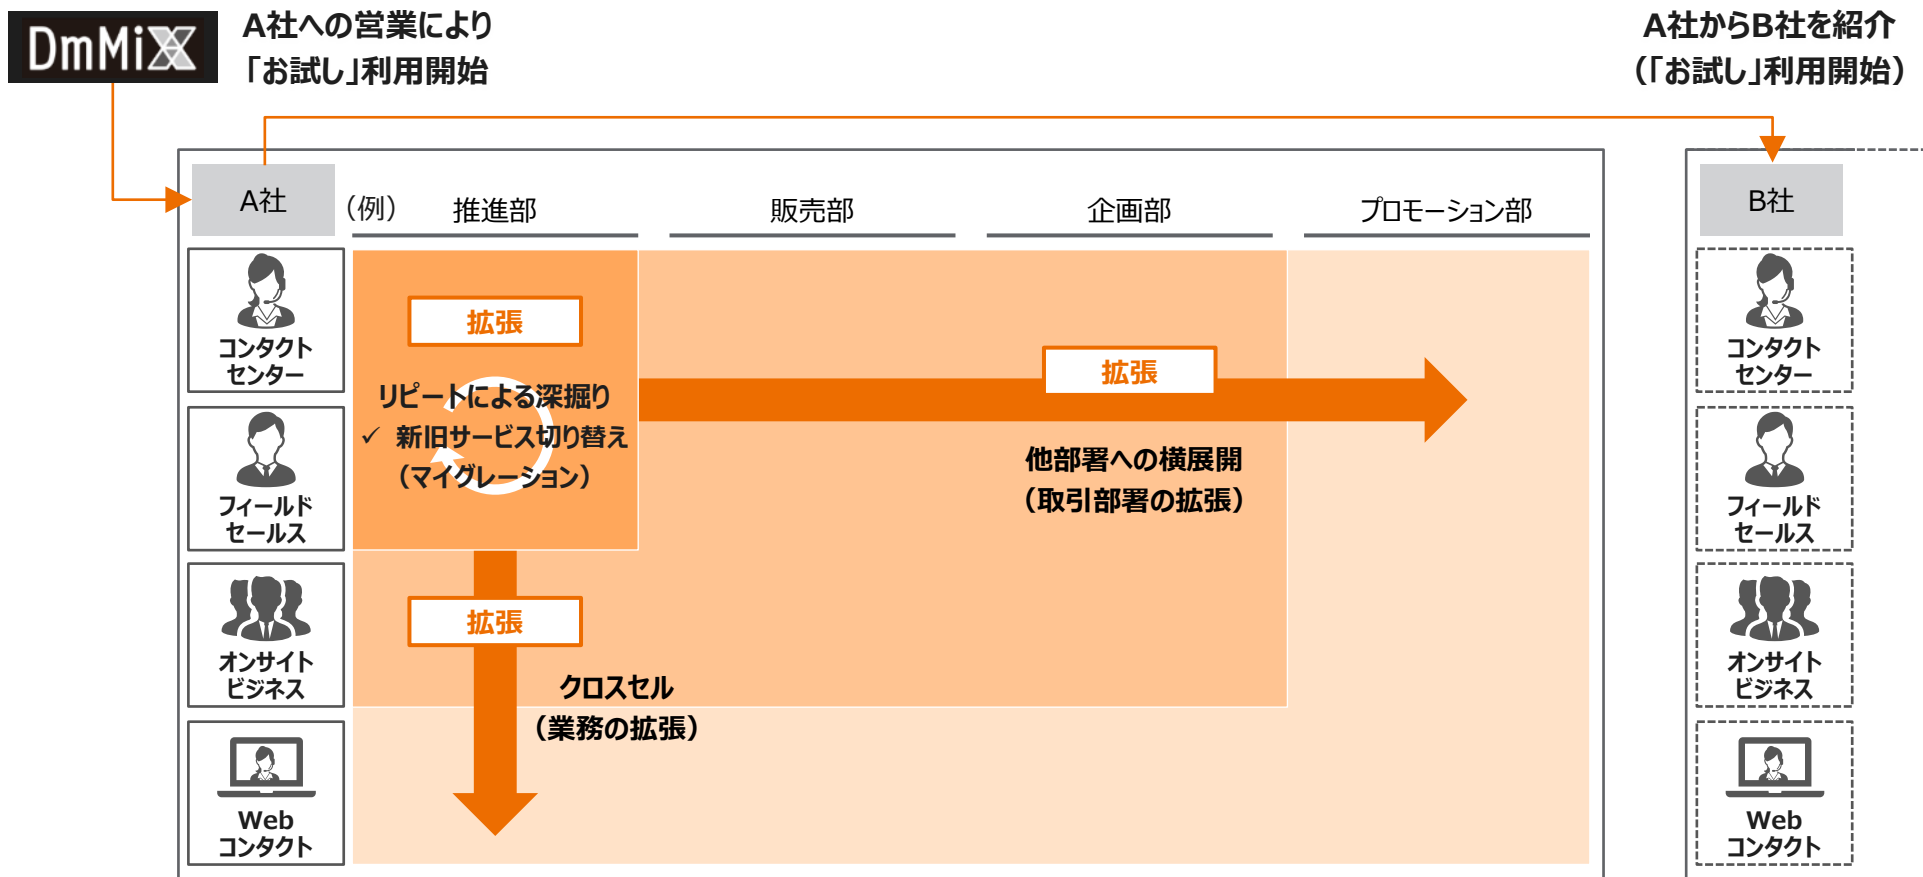 DmMiX
A社への営業により
「お試し」利用開始
A社からB社を紹介
（「お試し」利用開始）
A社
（例）
推進部
販売部
企画部
プロモーション部
B社
コンタクト
センター
フィールド
セールス
オンサイト
ビジネス
Web
コンタクト
拡張
リピートによる深掘り
✓ 新旧サービス切り替え
（マイグレーション）
拡張
他部署への横展開
（取引部署の拡張）
拡張
クロスセル
（業務の拡張）
コンタクト
センター
フィールド
セールス
オンサイト
ビジネス
Web
コンタクト